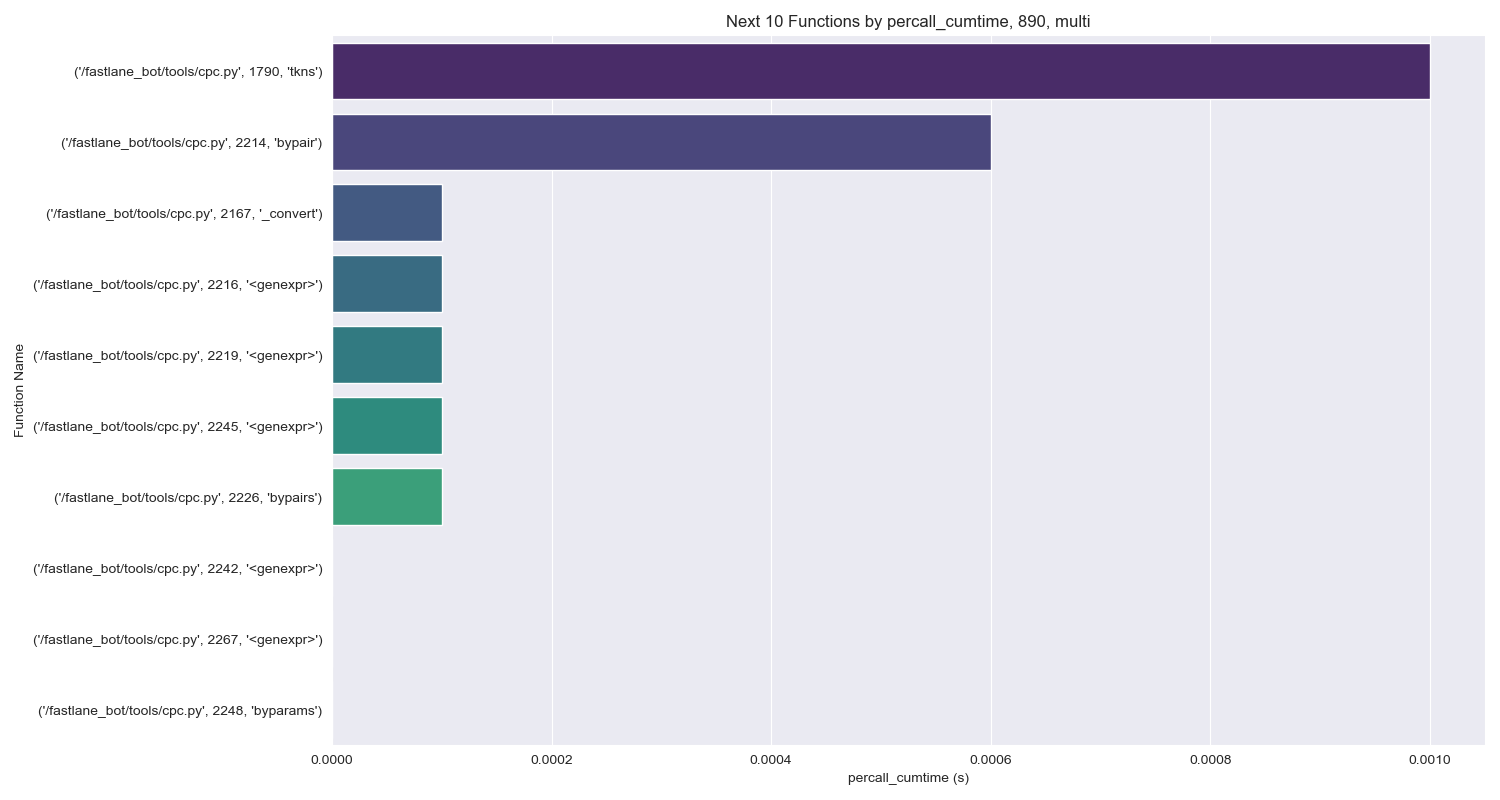 Next 10 Functions by percall_cumtime, 890, multi
Function Name
('/fastlane_bot/tools/cpc.py', 1790, 'tkns')
('/fastlane_bot/tools/cpc.py', 2214, 'bypair')
('/fastlane_bot/tools/cpc.py', 2167, '_convert')
('/fastlane_bot/tools/cpc.py', 2216, '<genexpr>')
('/fastlane_bot/tools/cpc.py', 2219, '<genexpr>')
('/fastlane_bot/tools/cpc.py', 2245, '<genexpr>')
('/fastlane_bot/tools/cpc.py', 2226, 'bypairs')
('/fastlane_bot/tools/cpc.py', 2242, '<genexpr>')
('/fastlane_bot/tools/cpc.py', 2267, '<genexpr>')
('/fastlane_bot/tools/cpc.py', 2248, 'byparams')
0.0000 0.0002 0.0004 0.0006 0.0008 0.0010
percall_cumtime (s)